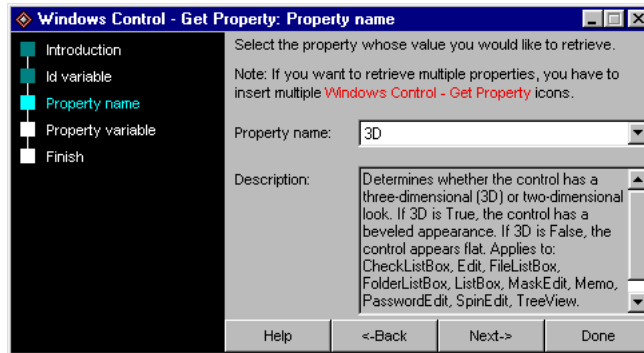 Windows Control - Get Property: Property name
Introduction
Id variable
Property name
Property variable
Finish
Select the property whose value you would like to retrieve.
Note: If you want to retrieve multiple properties, you have to
insert multiple Windows Control - Get Property icons.
Property name:
3D
Description:
Determines whether the control has a
three-dimensional (3D) or two-dimensional
look. If 3D is True, the control has a
beveled appearance. If 3D is False, the
control appears flat. Applies to:
CheckListBox, Edit, FileListBox,
FolderListBox, ListBox, MaskEdit, Memo,
PasswordEdit, SpinEdit, TreeView.
Help
<-Back
Next->
Done